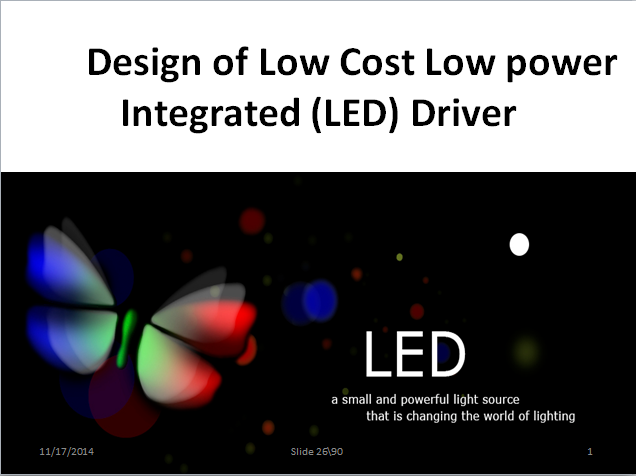 Design of Low Cost Low power
Integrated (LED) Driver
LED
a small and powerful light source
that is changing the world of lighting
11/17/2014 Slide 26\90 1